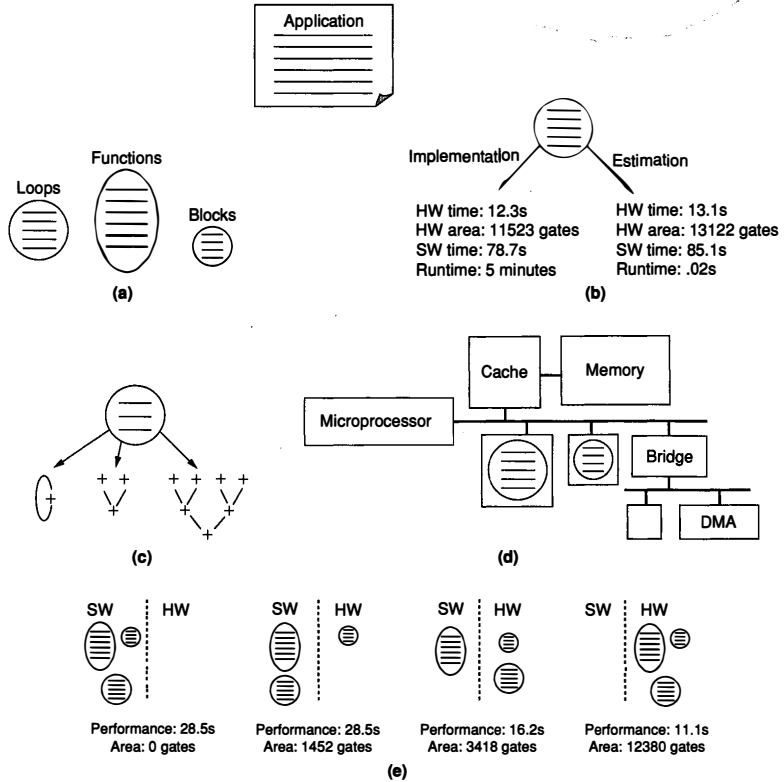 Application
Functions
Loops
Blocks
(a)
Implementation
Estimation
HW time: 12.3s
HW area: 11523 gates
SW time: 78.7s
Runtime: 5 minutes
HW time: 13.1s
HW area: 13122 gates
SW time: 85.1s
Runtime: .02s
(b)
+
+ +
+
+ + + +
+ +
+
(c)
Cache
Memory
Microprocessor
Bridge
DMA
(d)
SW HW
Performance: 28.5s
Area: 0 gates
SW HW
Performance: 28.5s
Area: 1452 gates
SW HW
Performance: 16.2s
Area: 3418 gates
SW HW
Performance: 11.1s
Area: 12380 gates
(e)